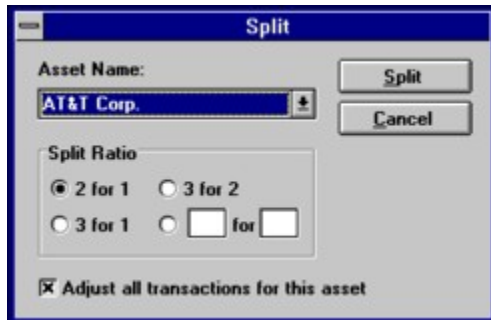 Split
Asset Name:
AT&T Corp.
Split
Cancel
Split Ratio
2 for 1
3 for 2
3 for 1
for
Adjust all transactions for this asset